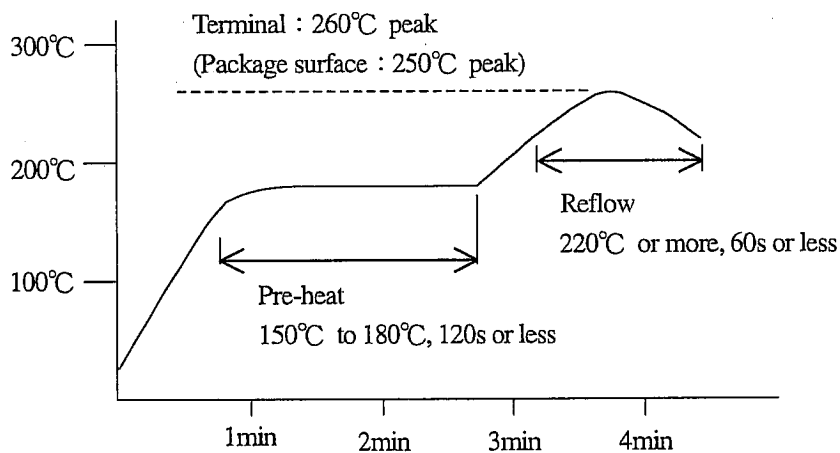 Terminal : 260℃ peak
(Package surface : 250℃ peak)
300℃
200℃
100℃
Reflow
220℃ or more, 60s or less
Pre-heat
150℃ to 180℃, 120s or less
1min
2min
3min
4min